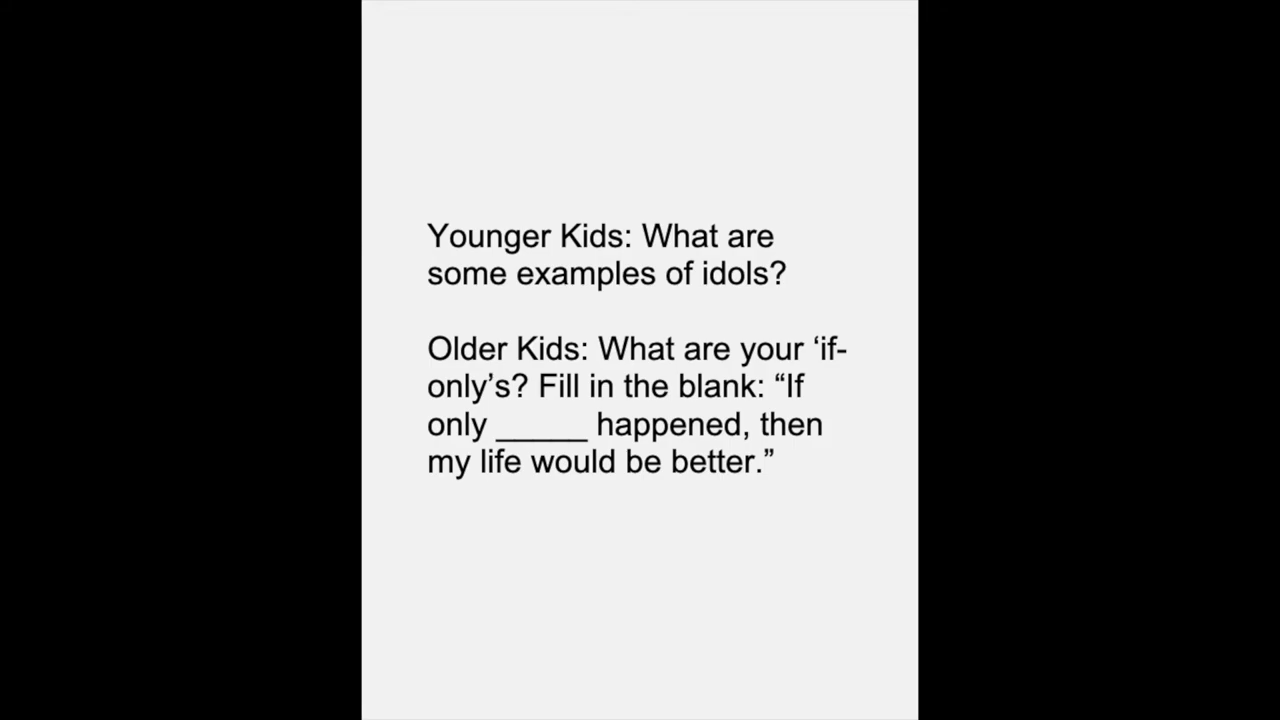 Younger Kids: What are
some examples of idols?
Older Kids: What are your ‘if-
only’s? Fill in the blank: “If
only _____ happened, then
my life would be better.”